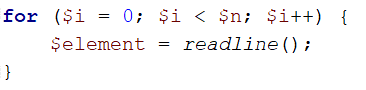 for ($i = 0; $i < $n; $i++) {
    $element = readline();
}